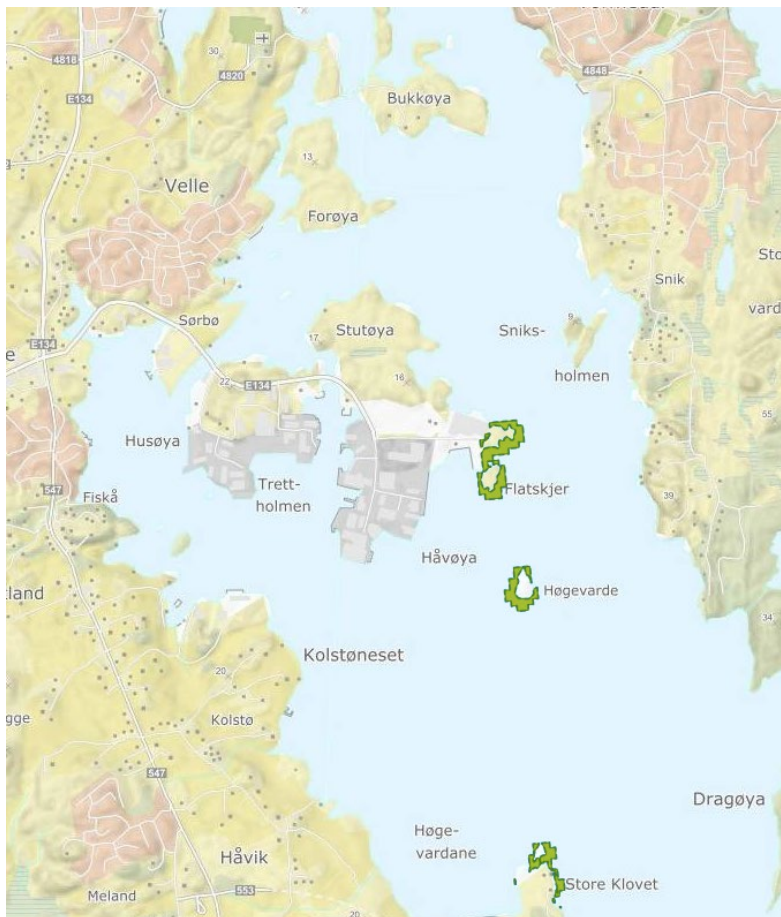 4818
30
4820
E134
Bukkøya
4848
13
Velle
Forøya
Snik
Sto
vard
Sørbø
17
Stutøya
9
Sniks-
holmen
E134
e
22
E134
16
55
Husøya
Trett-
holmen
547
Fiskå
Flatskjer
39
Håvøya
tland
Høgevarde
34
Kolstøneset
20
gge
Kolstø
547
Dragøya
Høge-
vardane
Håvik
Store Klovet
553
Meland
20